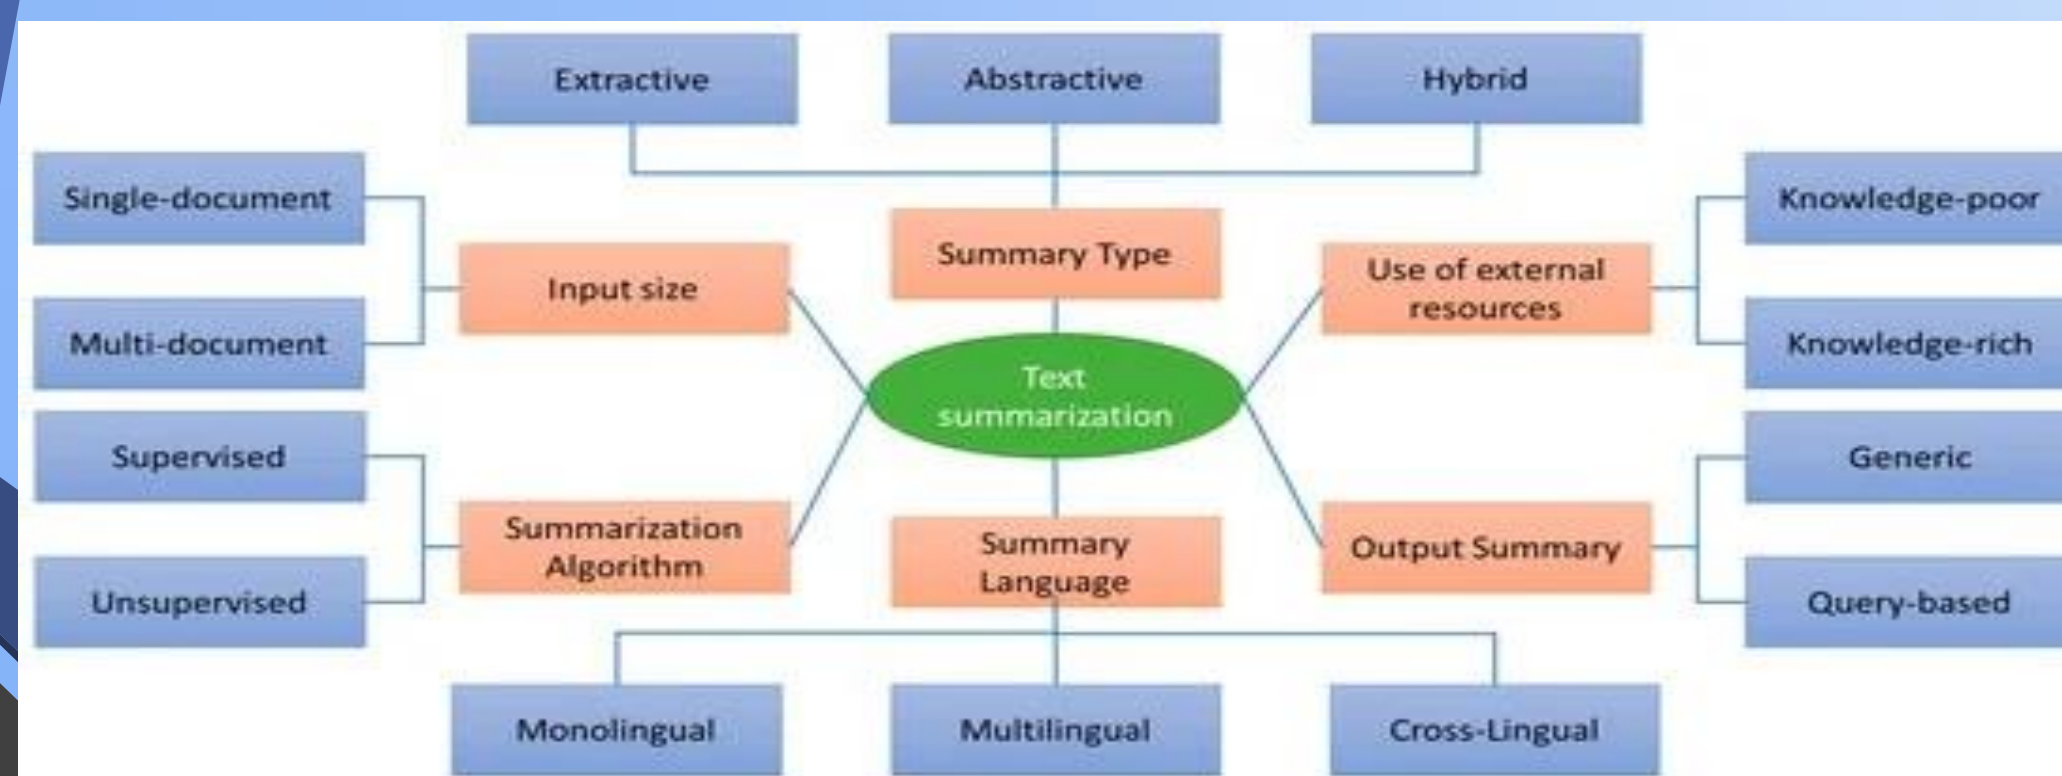 Extractive
Abstractive
Hybrid
Single-document
Knowledge-poor
Summary Type
Input size
Use of external
resources
Multi-document
Knowledge-rich
Text
summarization
Supervised
Generic
Summarization
Algorithm
Summary
Language
Output Summary
Unsupervised
Query-based
Monolingual
Multilingual
Cross-Lingual